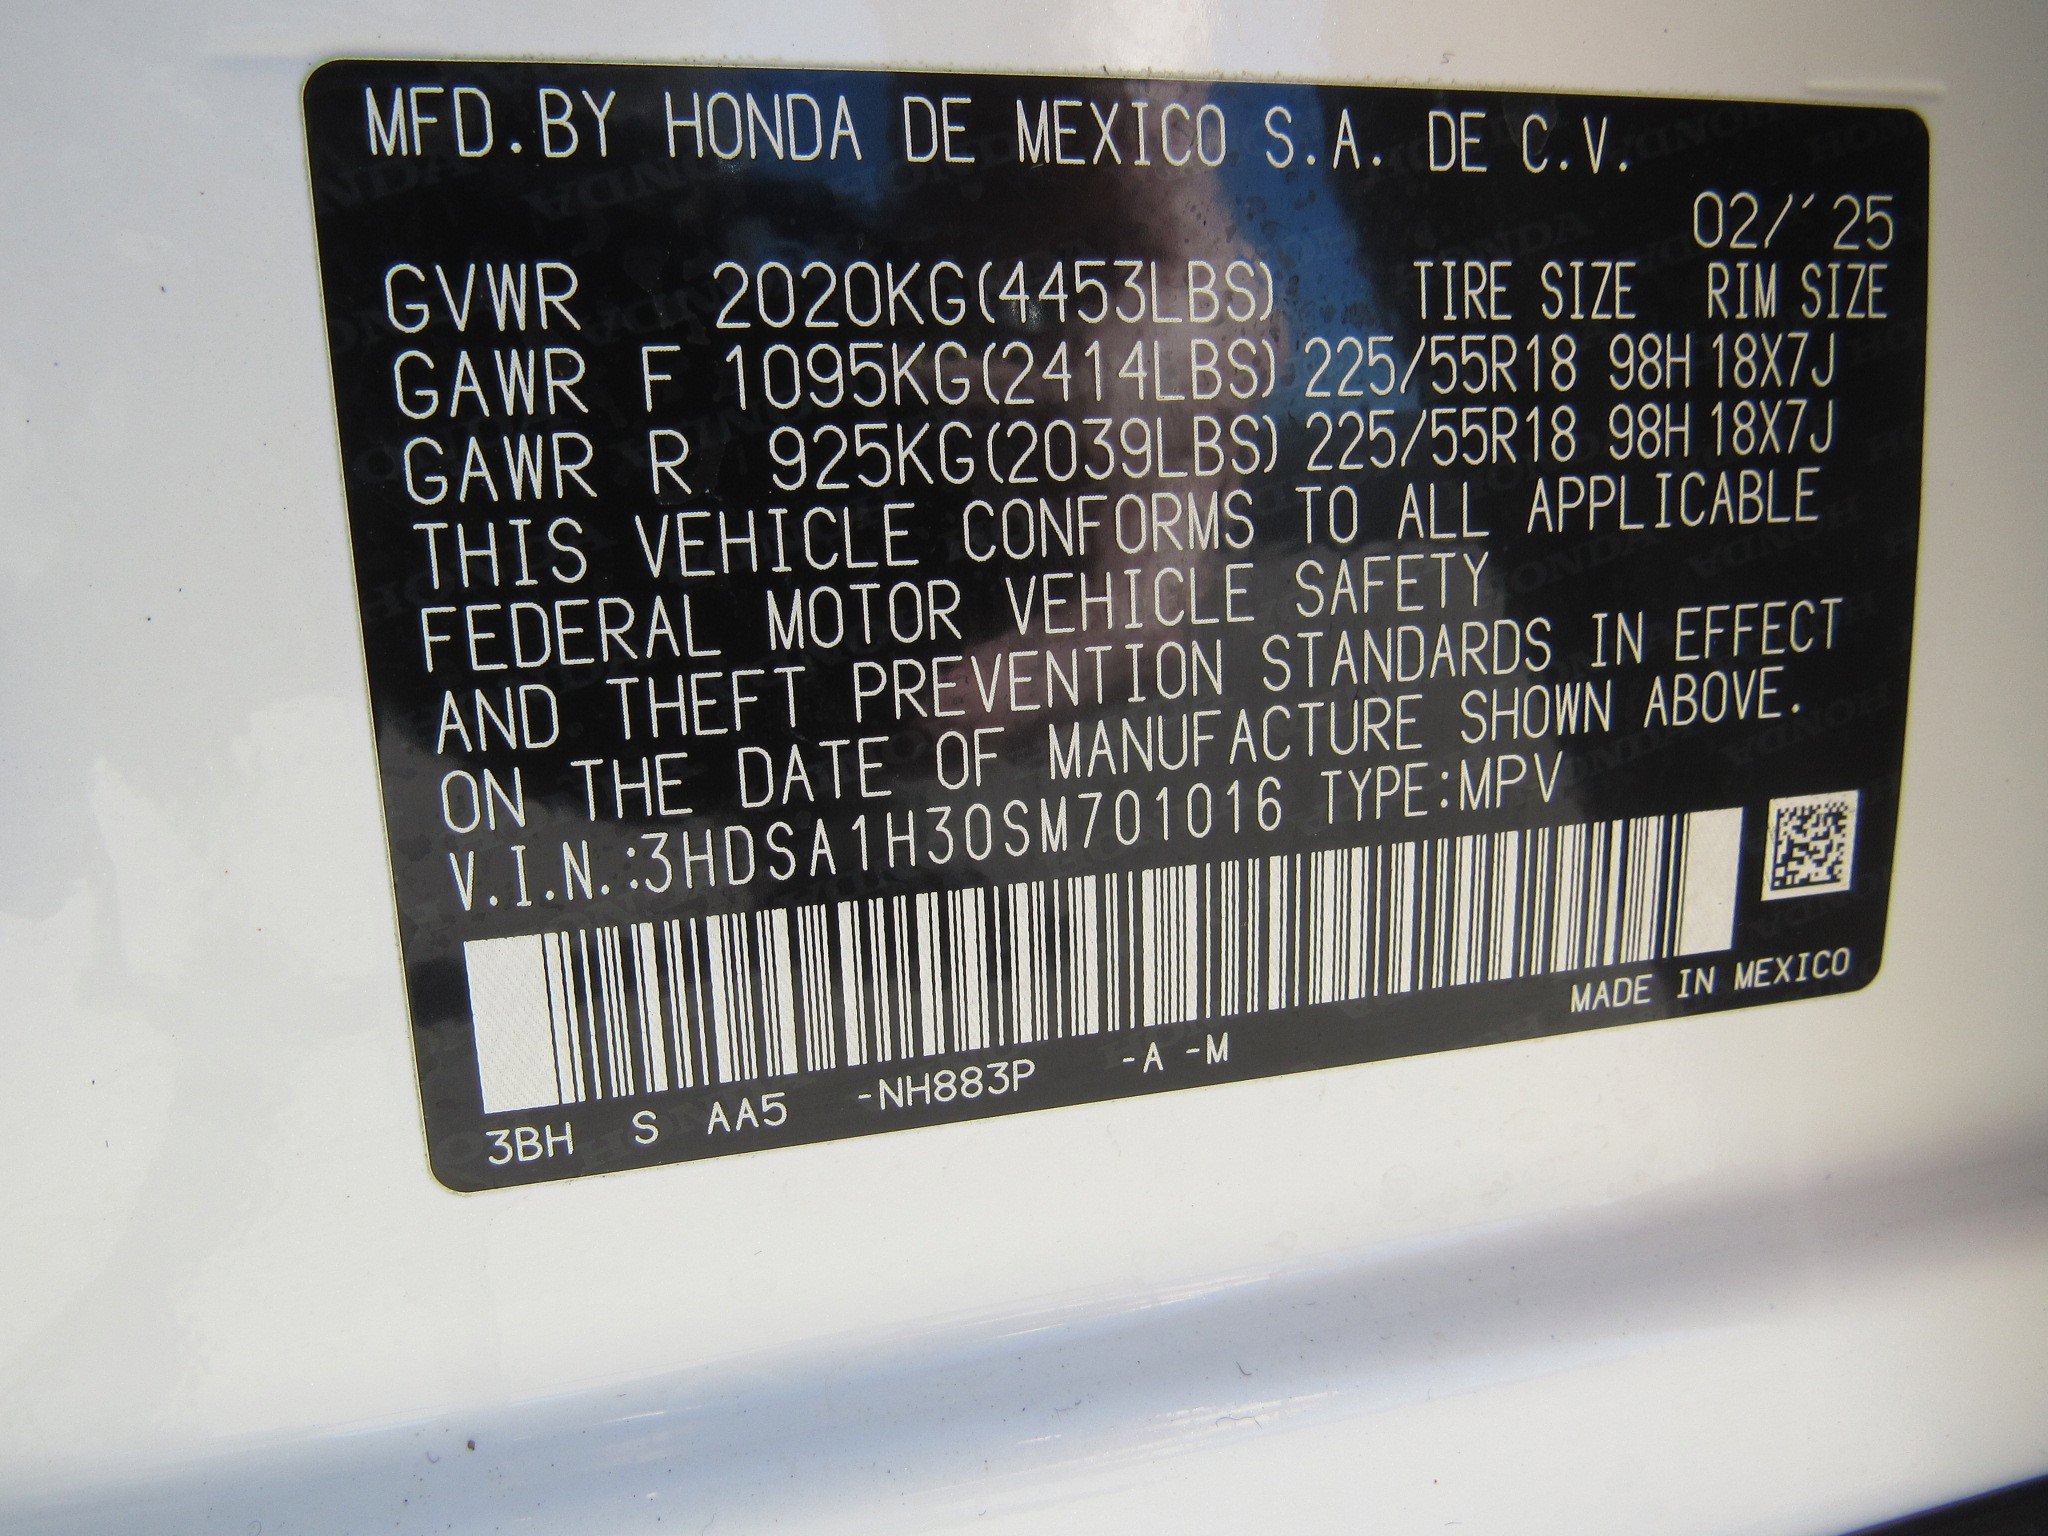 MFD.BY HONDA DE MEXICO S.A. DE C.V.
02/'25
GVWR 2020KG(4453LBS) TIRE SIZE RIM SIZE
GAWR F 1095KG(2414LBS) 225/55R18 98H 18X7J
GAWR R 925KG(2039LBS) 225/55R18 98H 18X7J
THIS VEHICLE CONFORMS TO ALL APPLICABLE
FEDERAL MOTOR VEHICLE SAFETY
AND THEFT PREVENTION STANDARDS IN EFFECT
ON THE DATE OF MANUFACTURE SHOWN ABOVE.
V.I.N.:3HDSA1H30SM701016 TYPE:MPV
MADE IN MEXICO
3BH S AA5 -NH883P -A -M